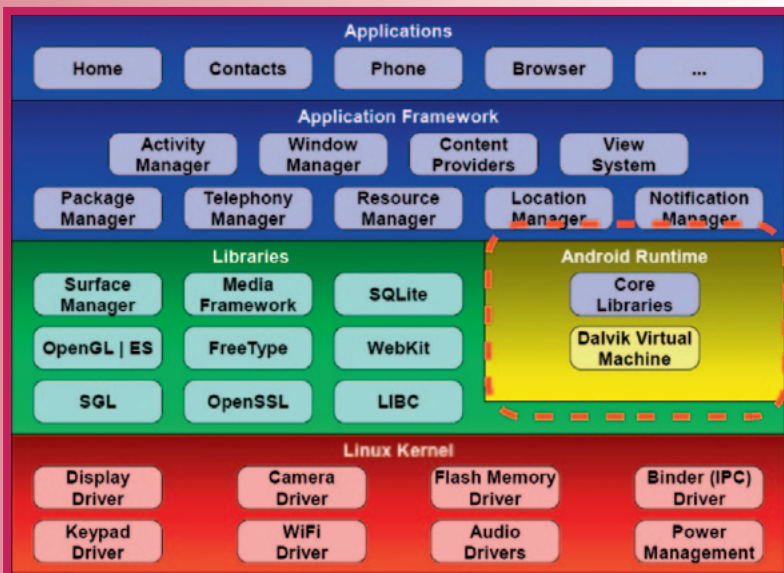 Applications
Home Contacts Phone Browser ...
Application Framework
Activity Manager
Window Manager
Content Providers
View System
Package Manager
Telephony Manager
Resource Manager
Location Manager
Notification Manager
Libraries
Surface Manager
Media Framework
SQLite
OpenGL | ES
FreeType
WebKit
SGL
OpenSSL
LIBC
Android Runtime
Core Libraries
Dalvik Virtual Machine
Linux Kernel
Display Driver
Camera Driver
Flash Memory Driver
Binder (IPC) Driver
Keypad Driver
WiFi Driver
Audio Drivers
Power Management